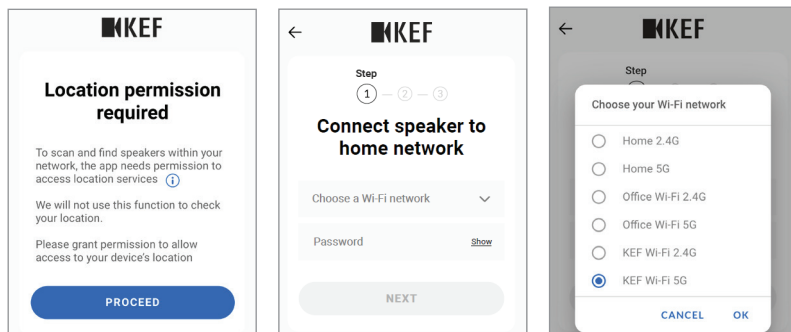 KEF
Location permission
required
To scan and find speakers within your
network, the app needs permission to
access location services
We will not use this function to check
your location.
Please grant permission to allow
access to your device's location
PROCEED
KEF
Step
1 2 3
Connect speaker to
home network
Choose a Wi-Fi network
Password Show
NEXT
KEF
Step
Choose your Wi-Fi network
Home 2.4G
Home 5G
Office Wi-Fi 2.4G
Office Wi-Fi 5G
KEF Wi-Fi 2.4G
KEF Wi-Fi 5G
CANCEL OK